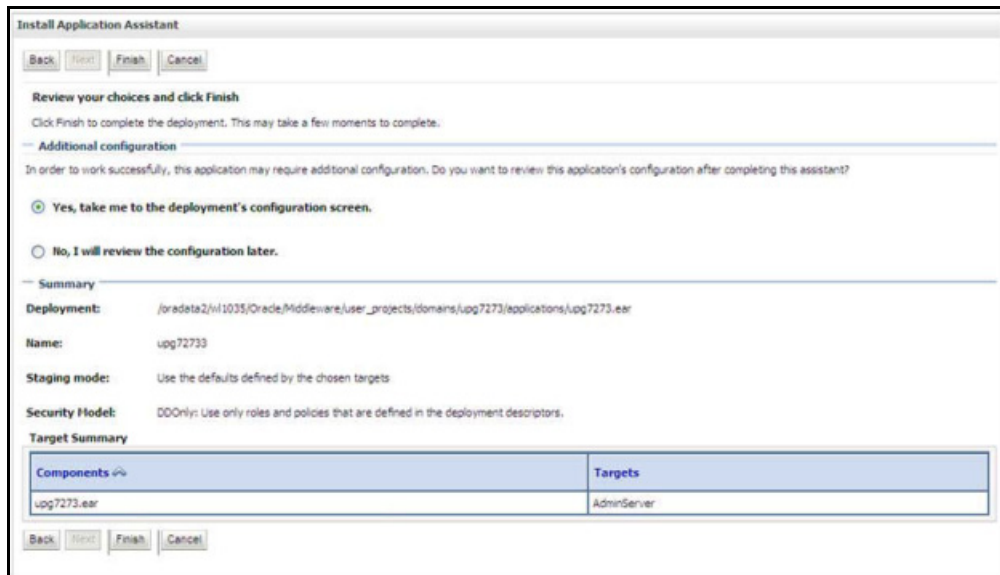 Install Application Assistant
Back Next Finish Cancel
Review your choices and click Finish
Click Finish to complete the deployment. This may take a few moments to complete.
Additional configuration
In order to work successfully, this application may require additional configuration. Do you want to review this application's configuration after completing this assistant?
Yes, take me to the deployment's configuration screen.
No, I will review the configuration later.
Summary
Deployment: /oradata2/wl1035/Oracle/Middleware/user_projects/domains/upg7273/applications/upg7273.ear
Name: upg72733
Staging mode: Use the defaults defined by the chosen targets
Security Model: DDOnly: Use only roles and policies that are defined in the deployment descriptors.
Target Summary
Components Targets
upg7273.ear AdminServer
Back Next Finish Cancel